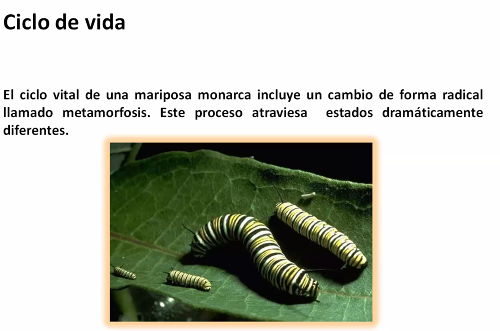 Ciclo de vida
El ciclo vital de una mariposa monarca incluye un cambio de forma radical
llamado metamorfosis. Este proceso atraviesa estados dramáticamente
diferentes.